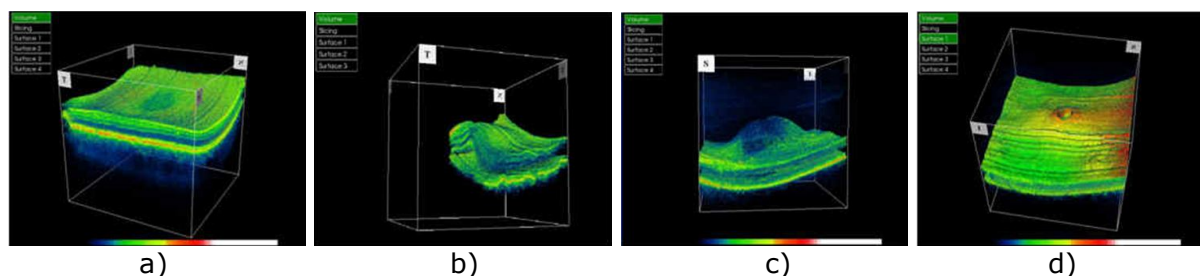 Volume
Slicing
Surface 1
Surface 2
Surface 3
Surface 4
T
N
Volume
Slicing
Surface 1
Surface 2
Surface 3
T
N
Volume
Slicing
Surface 1
Surface 2
Surface 3
Surface 4
S
I
Volume
Slicing
Surface 1
Surface 2
Surface 3
Surface 4
I
a)
b)
c)
d)